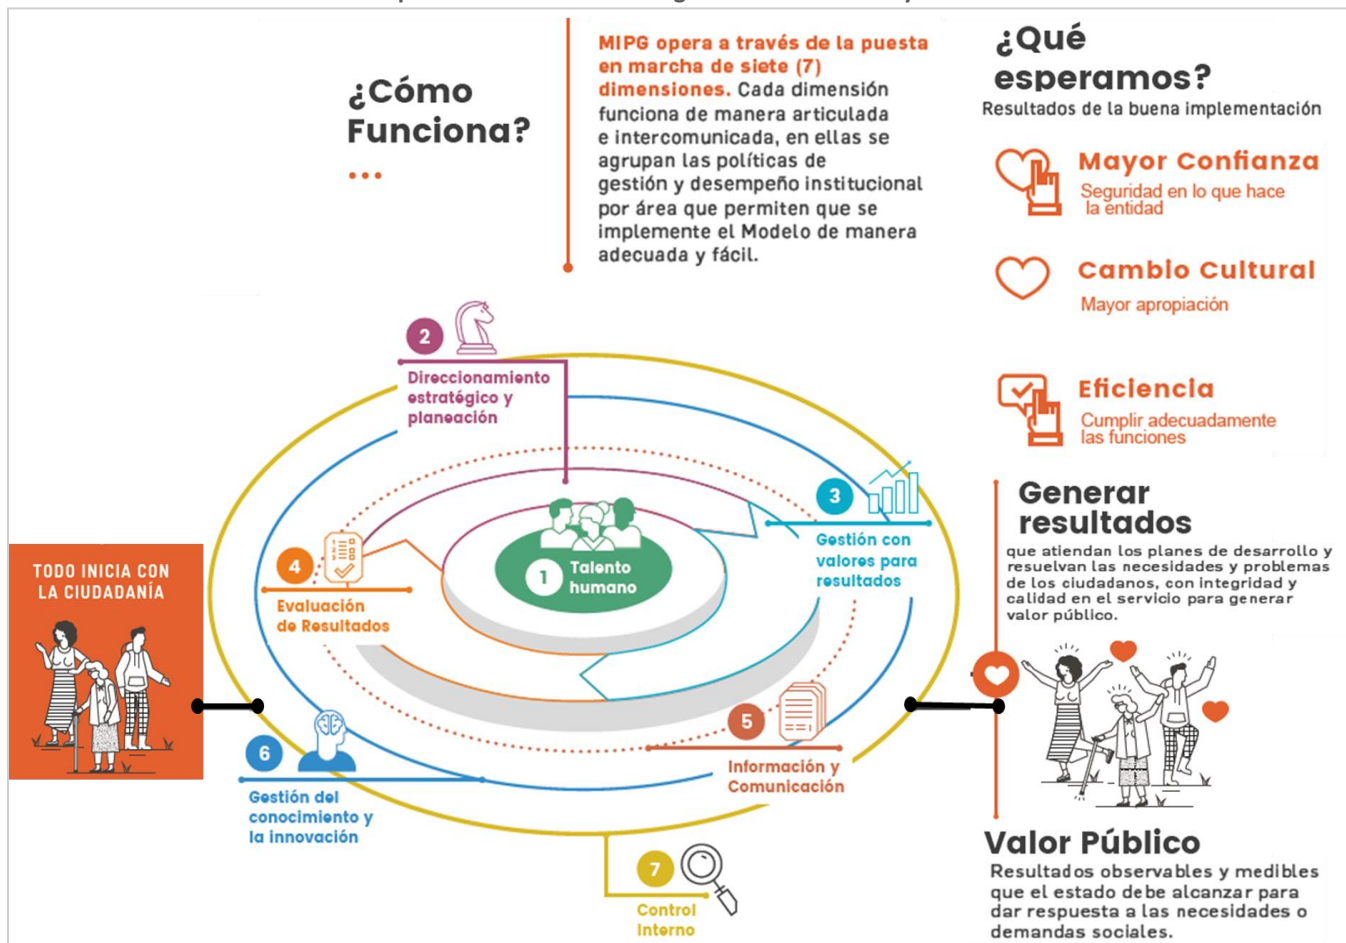 ¿Cómo
Funciona?
...
MIPG opera a través de la puesta
en marcha de siete (7)
dimensiones. Cada dimensión
funciona de manera articulada
e intercomunicada, en ellas se
agrupan las políticas de
gestión y desempeño institucional
por área que permiten que se
implemente el Modelo de manera
adecuada y fácil.
¿Qué
esperamos?
Resultados de la buena implementación
Mayor Confianza
Seguridad en lo que hace
la entidad
Cambio Cultural
Mayor apropiación
Eficiencia
Cumplir adecuadamente
las funciones
2
Direccionamiento
estratégico y
planeación
3
Gestión con
valores para
resultados
1
Talento
humano
4
Evaluación
de Resultados
TODO INICIA CON
LA CIUDADANÍA
5
Información y
Comunicación
6
Gestión del
conocimiento y
la innovación
7
Control
Interno
Generar
resultados
que atiendan los planes de desarrollo y
resuelvan las necesidades y problemas
de los ciudadanos, con integridad y
calidad en el servicio para generar
valor público.
Valor Público
Resultados observables y medibles
que el estado debe alcanzar para
dar respuesta a las necesidades o
demandas sociales.